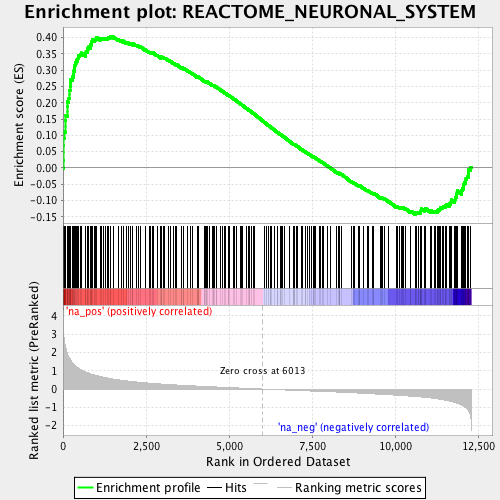 Enrichment plot: REACTOME_NEURONAL_SYSTEM
Enrichment score (ES)
0.40
0.35
0.30
0.25
0.20
0.15
0.10
0.05
0.00
-0.05
-0.10
-0.15
'na_pos' (positively correlated)
Ranked list metric (PreRanked)
4
3
2
1
0
-1
-2
Zero cross at 6013
'na_neg' (negatively correlated)
0
2,500
5,000
7,500
10,000
12,500
Rank in Ordered Dataset
Enrichment profile
Hits
Ranking metric scores